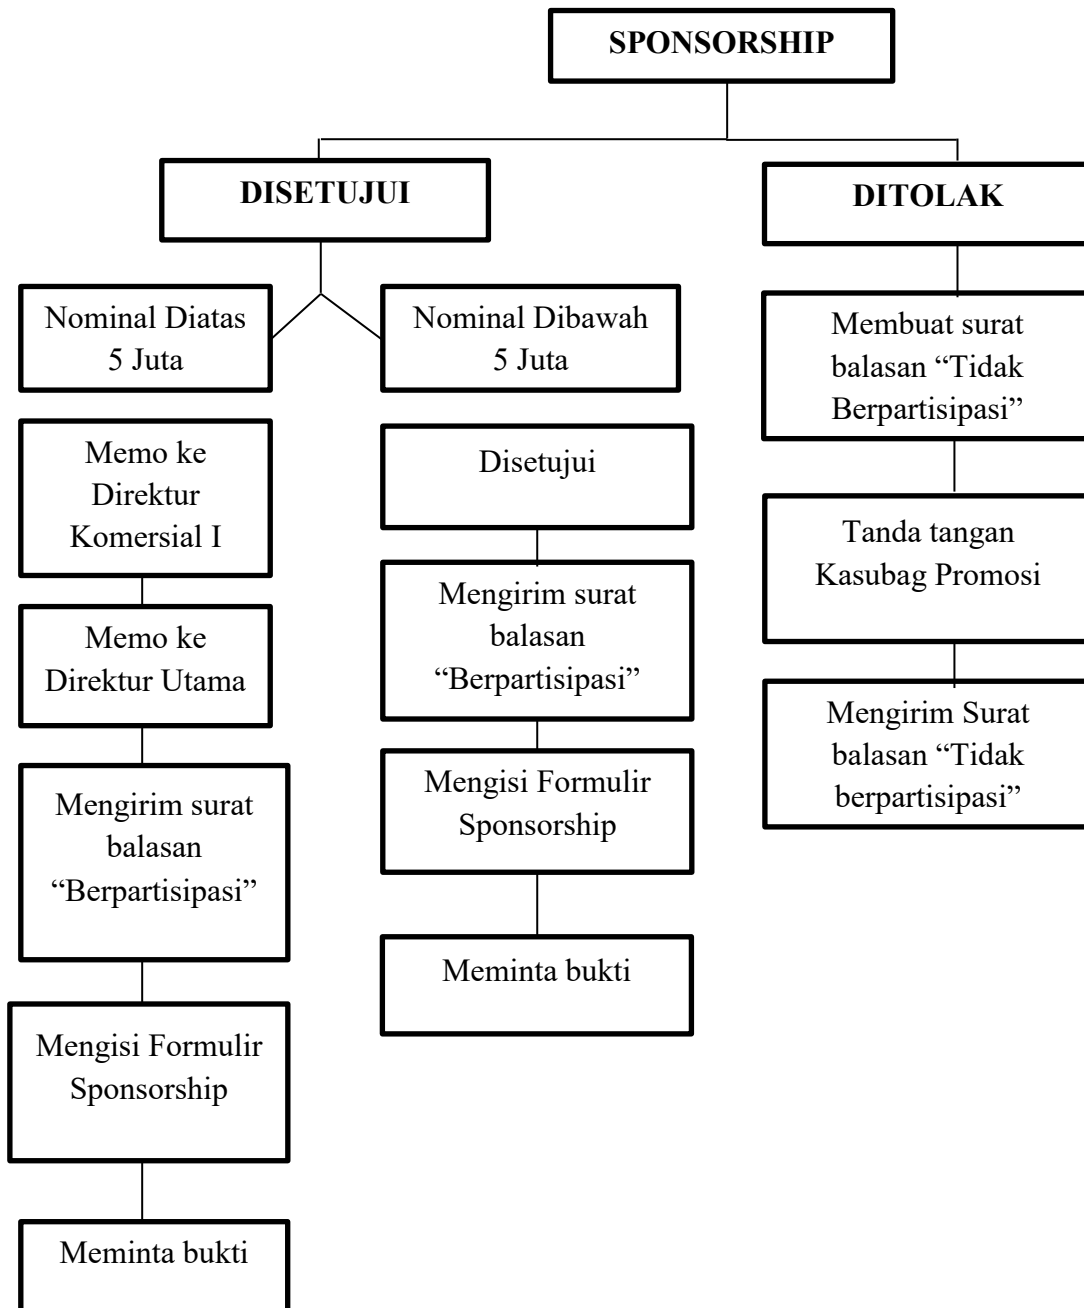 SPONSORSHIP
DISETUJUI
DITOLAK
Nominal Diatas
5 Juta
Nominal Dibawah
5 Juta
Membuat surat
balasan “Tidak
Berpartisipasi”
Memo ke
Direktur
Komersial I
Disetujui
Tanda tangan
Kasubag Promosi
Memo ke
Direktur Utama
Mengirim surat
balasan
“Berpartisipasi”
Mengirim Surat
balasan “Tidak
berpartisipasi”
Mengirim surat
balasan
“Berpartisipasi”
Mengisi Formulir
Sponsorship
Meminta bukti
Mengisi Formulir
Sponsorship
Meminta bukti